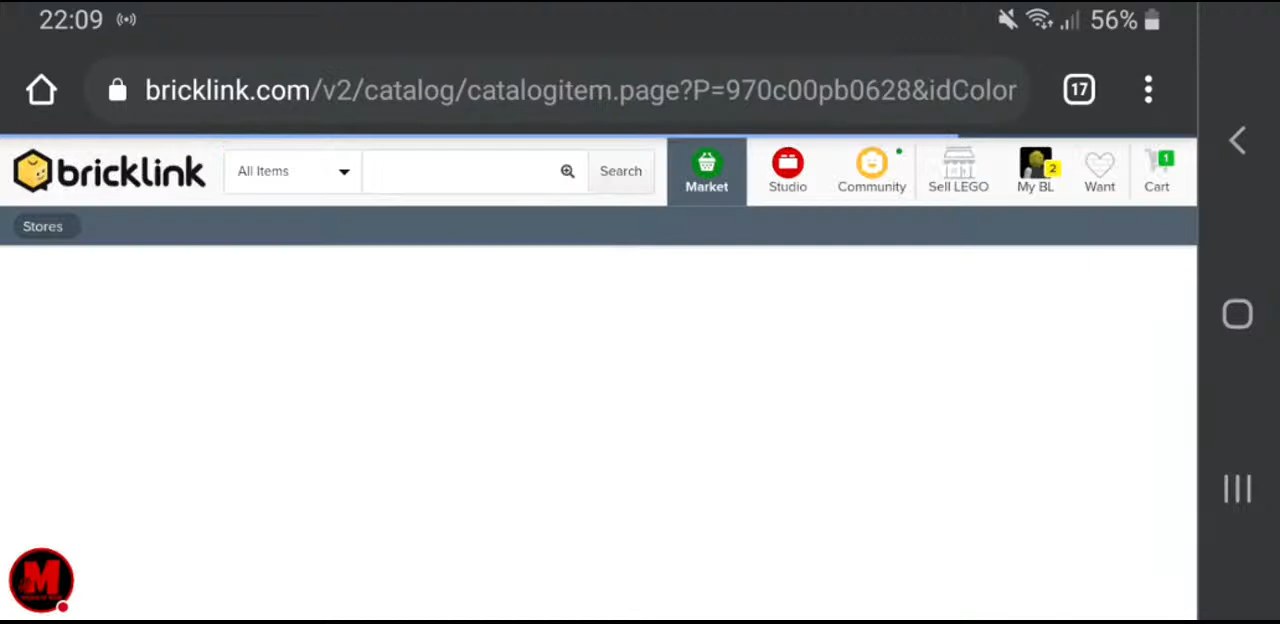 22:09
56%
bricklink.com/v2/catalog/catalogitem.page?P=970c00pb0628&idColor
17
bricklink
All Items
Search
Market
Studio
Community
Sell LEGO
My BL
2
Want
1
Cart
Stores
M